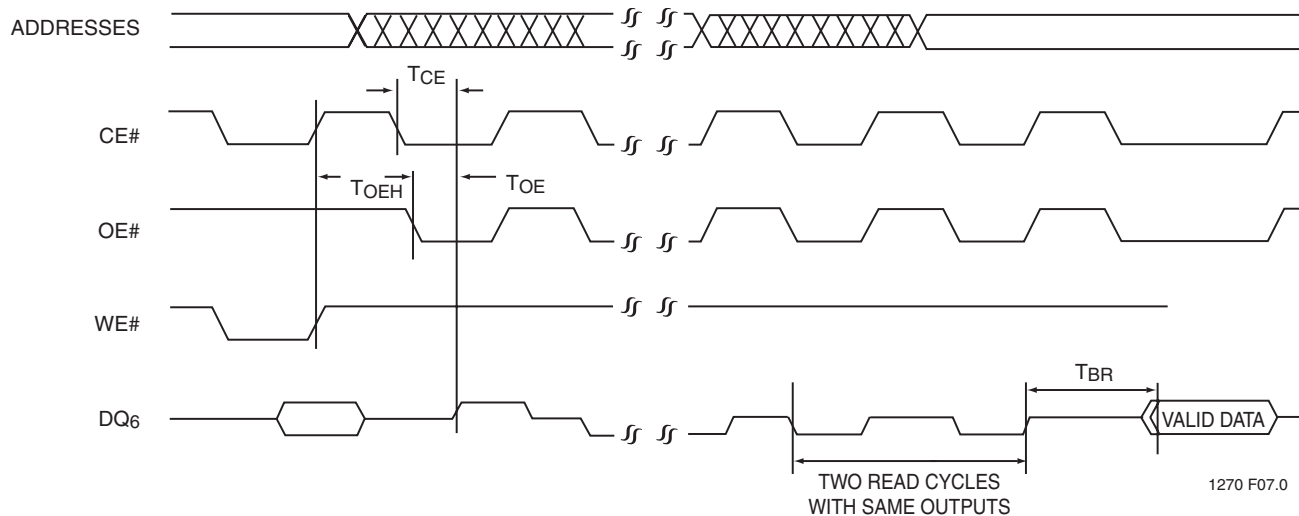 ADDRESSES
TCE
CE#
TOEH
TOE
OE#
WE#
TBR
DQ6
VALID DATA
TWO READ CYCLES
WITH SAME OUTPUTS
1270 F07.0